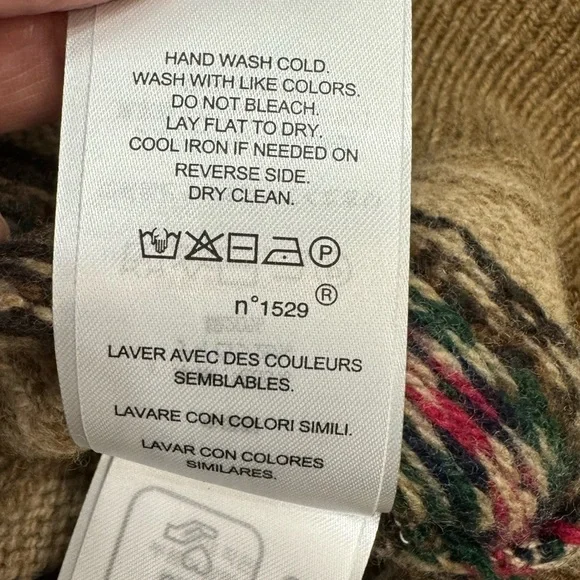 HAND WASH COLD.
WASH WITH LIKE COLORS.
DO NOT BLEACH.
LAY FLAT TO DRY.
COOL IRON IF NEEDED ON
REVERSE SIDE.
DRY CLEAN.
P
n°1529 ®
LAVER AVEC DES COULEURS
SEMBLABLES.
LAVARE CON COLORI SIMILI.
LAVAR CON COLORES
SIMILARES.